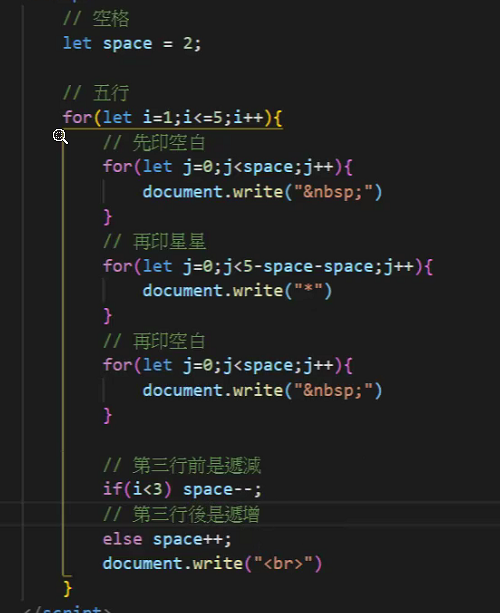 // 空格
let space = 2;
// 五行
for(let i=1;i<=5;i++){
// 先印空白
for(let j=0;j<space;j++){
document.write("&nbsp;")
}
// 再印星星
for(let j=0;j<5-space-space;j++){
document.write("*")
}
// 再印空白
for(let j=0;j<space;j++){
document.write("&nbsp;")
}
// 第三行前是遞減
if(i<3) space--;
// 第三行後是遞增
else space++;
document.write("<br>")
}
</script>